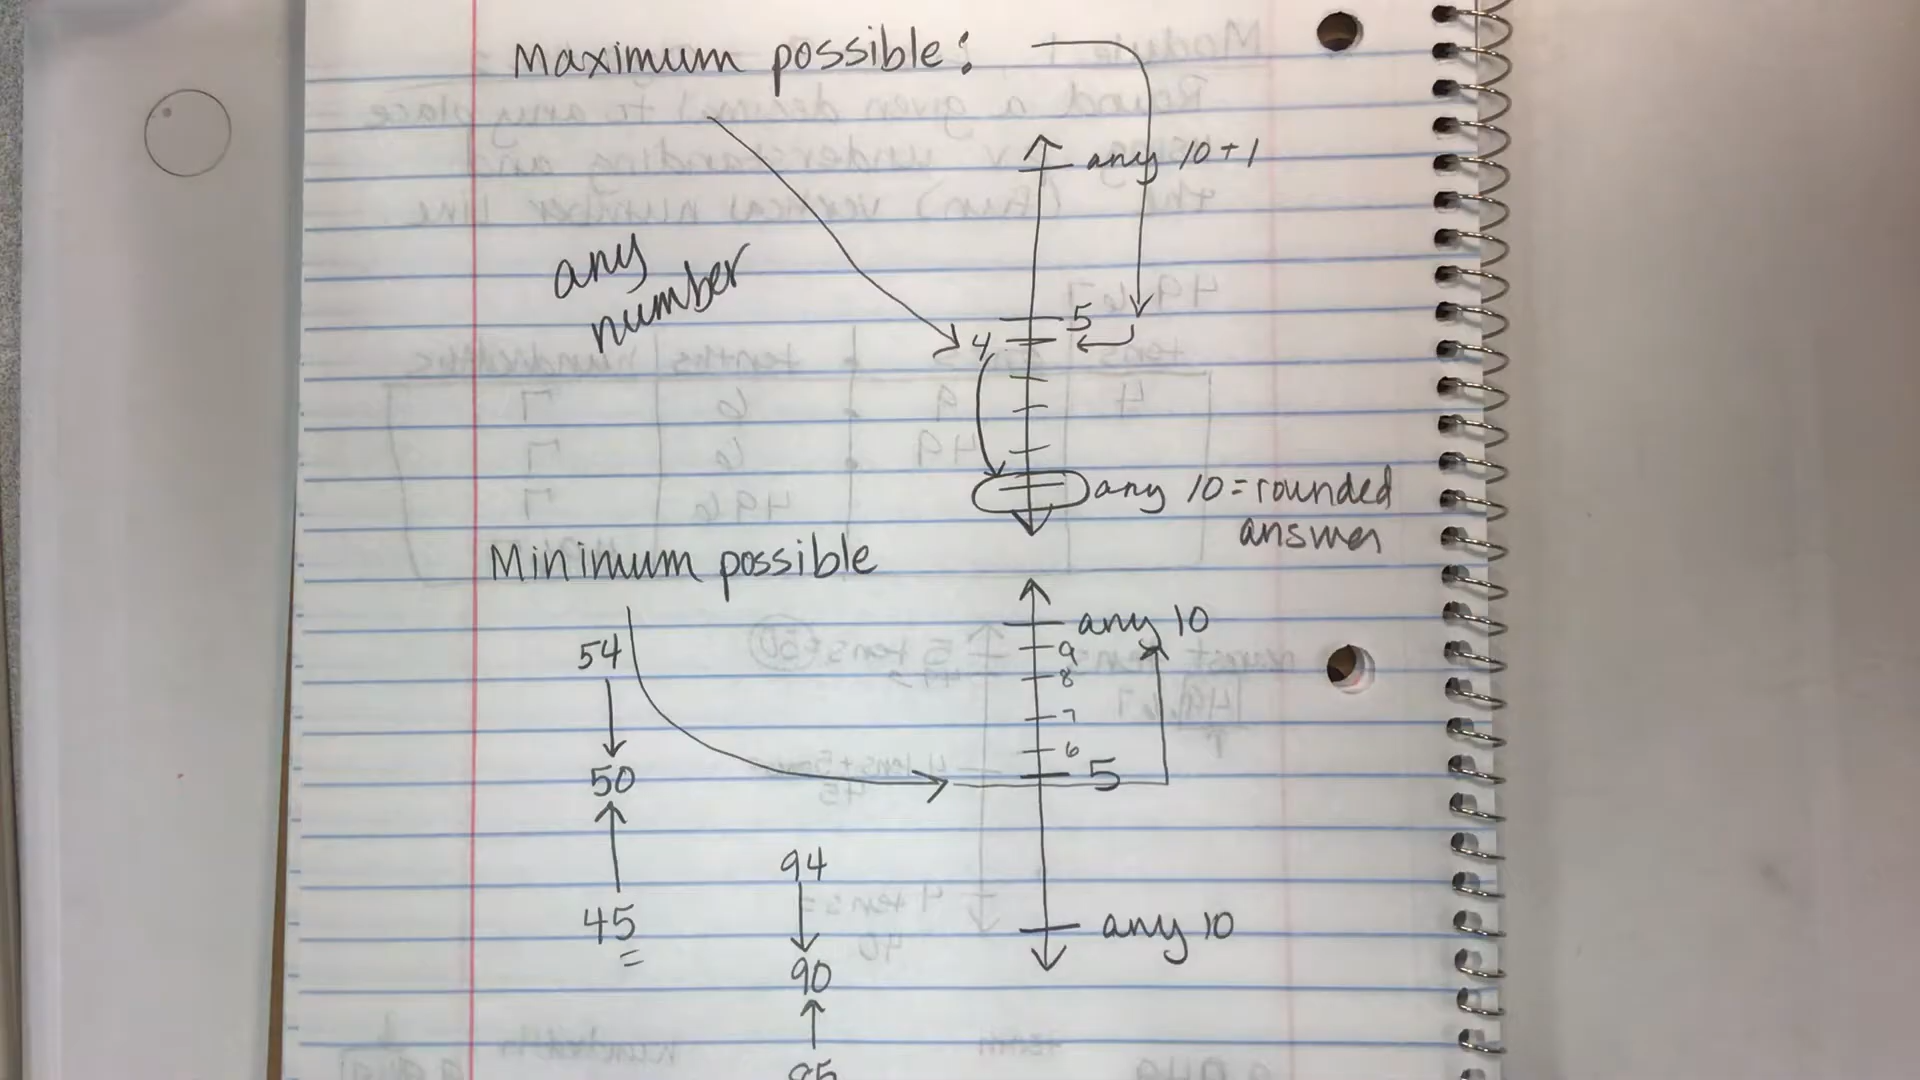 Maximum possible:
any 10+1
any
number
5
4
any 10 = rounded
answer
Minimum possible
any 10
9
8
7
6
5
any 10
54
50
45
94
90
85